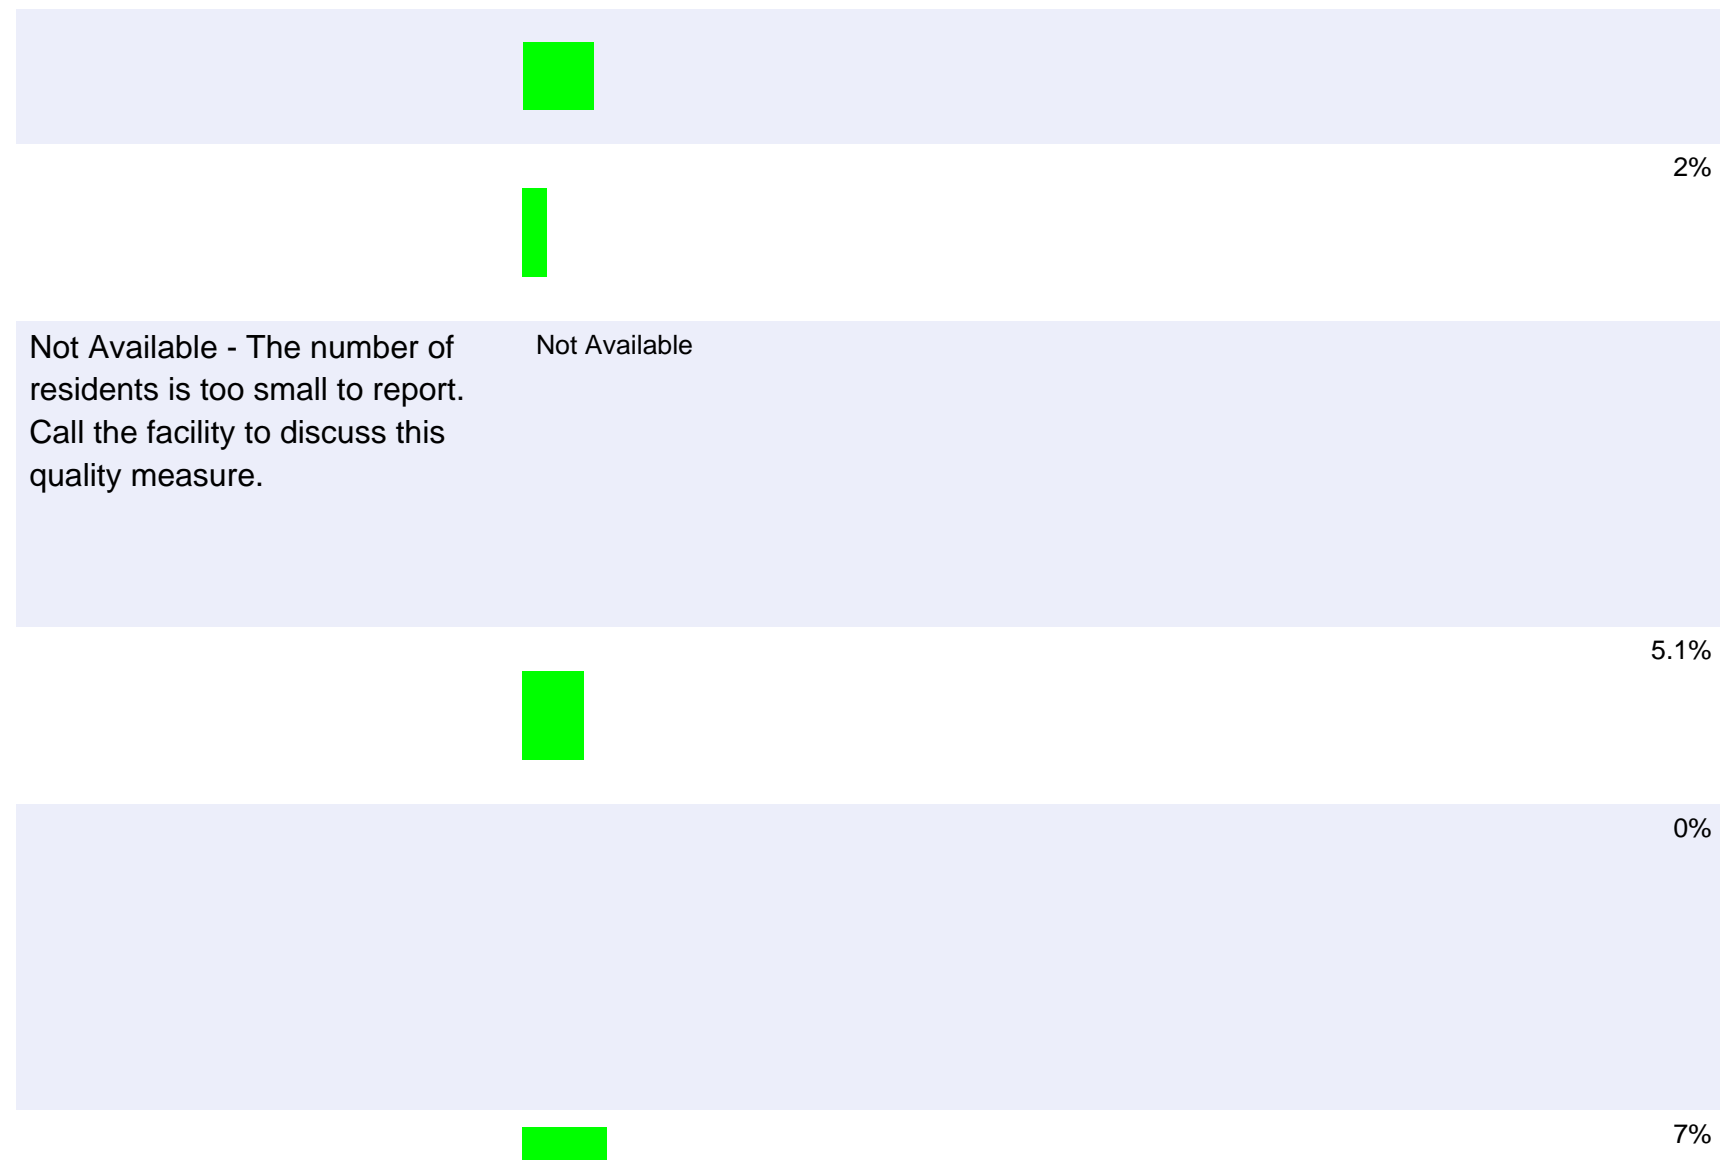 2%
Not Available - The number of
residents is too small to report.
Call the facility to discuss this
quality measure.
Not Available
5.1%
0%
7%